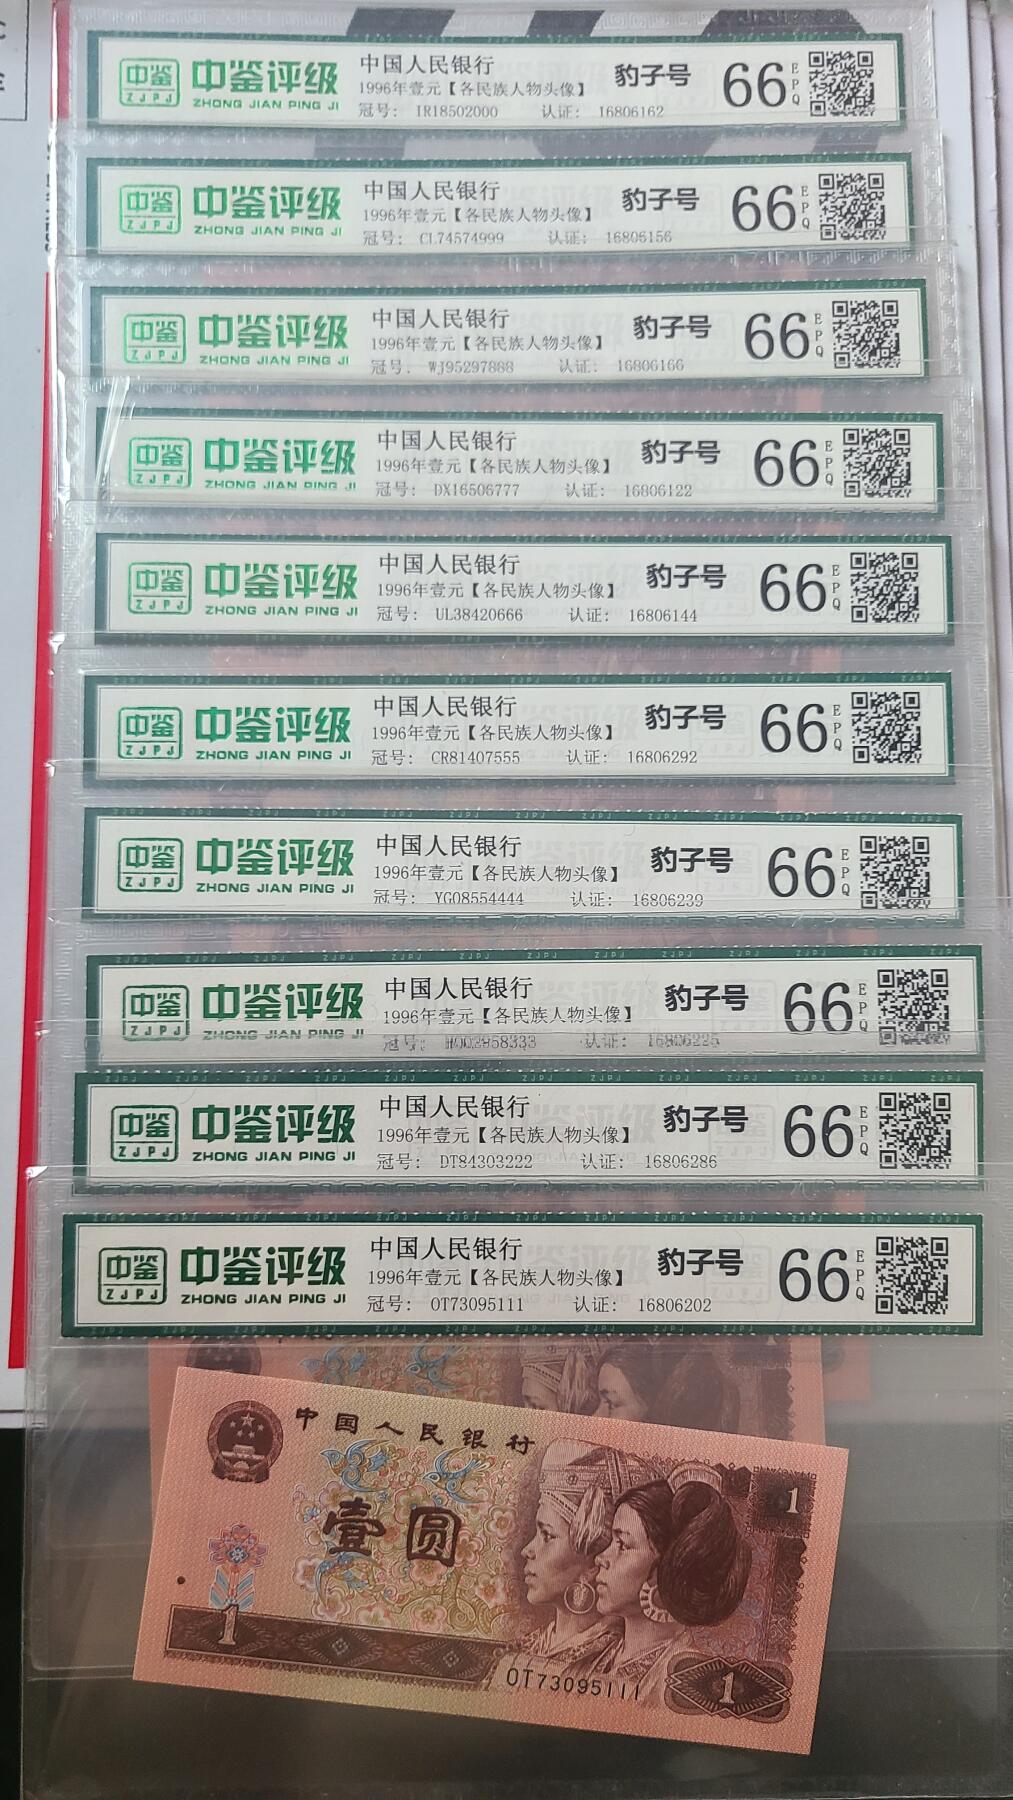 中鉴 ZJPJ 中鉴评级 ZHONG JIAN PING JI
中国人民银行 豹子号 66 EPQ
1996年壹元【各民族人物头像】
冠号: IR18502000 认证: 16806162
中鉴 ZJPJ 中鉴评级 ZHONG JIAN PING JI
中国人民银行 豹子号 66 EPQ
1996年壹元【各民族人物头像】
冠号: CL74574999 认证: 16806156
中鉴 ZJPJ 中鉴评级 ZHONG JIAN PING JI
中国人民银行 豹子号 66 EPQ
1996年壹元【各民族人物头像】
冠号: WJ95297888 认证: 16806166
中鉴 ZJPJ 中鉴评级 ZHONG JIAN PING JI
中国人民银行 豹子号 66 EPQ
1996年壹元【各民族人物头像】
冠号: DX16506777 认证: 16806122
中鉴 ZJPJ 中鉴评级 ZHONG JIAN PING JI
中国人民银行 豹子号 66 EPQ
1996年壹元【各民族人物头像】
冠号: UL38420666 认证: 16806144
中鉴 ZJPJ 中鉴评级 ZHONG JIAN PING JI
中国人民银行 豹子号 66 EPQ
1996年壹元【各民族人物头像】
冠号: CR81407555 认证: 16806292
中鉴 ZJPJ 中鉴评级 ZHONG JIAN PING JI
中国人民银行 豹子号 66 EPQ
1996年壹元【各民族人物头像】
冠号: YG08554444 认证: 16806239
中鉴 ZJPJ 中鉴评级 ZHONG JIAN PING JI
中国人民银行 豹子号 66 EPQ
1996年壹元【各民族人物头像】
冠号: 认证: 16806225
中鉴 ZJPJ 中鉴评级 ZHONG JIAN PING JI
中国人民银行 豹子号 66 EPQ
1996年壹元【各民族人物头像】
冠号: DT84303222 认证: 16806286
中鉴 ZJPJ 中鉴评级 ZHONG JIAN PING JI
中国人民银行 豹子号 66 EPQ
1996年壹元【各民族人物头像】
冠号: OT73095111 认证: 16806202
中国人民银行
1
壹圆
1
OT73095111
1